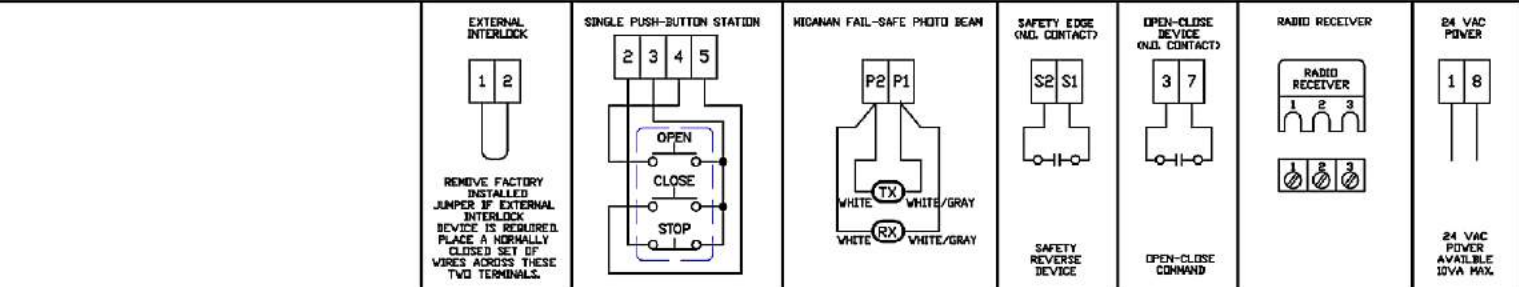 EXTERNAL
INTERLOCK
1 2
REMOVE FACTORY
INSTALLED
JUMPER IF EXTERNAL
INTERLOCK
DEVICE IS REQUIRED.
PLACE A NORMALLY
CLOSED SET OF
WIRES ACROSS THESE
TWO TERMINALS.
SINGLE PUSH-BUTTON STATION
2 3 4 5
OPEN
CLOSE
STOP
MICANAN FAIL-SAFE PHOTO BEAM
P2 P1
TX
WHITE WHITE/GRAY
RX
WHITE WHITE/GRAY
SAFETY EDGE
(N.O. CONTACT)
S2 S1
SAFETY
REVERSE
DEVICE
OPEN-CLOSE
DEVICE
(N.O. CONTACT)
3 7
OPEN-CLOSE
COMMAND
RADIO RECEIVER
RADIO
RECEIVER
1 2 3
1 2 3
24 VAC
POWER
1 8
24 VAC
POWER
AVAILBLE
10VA MAX.